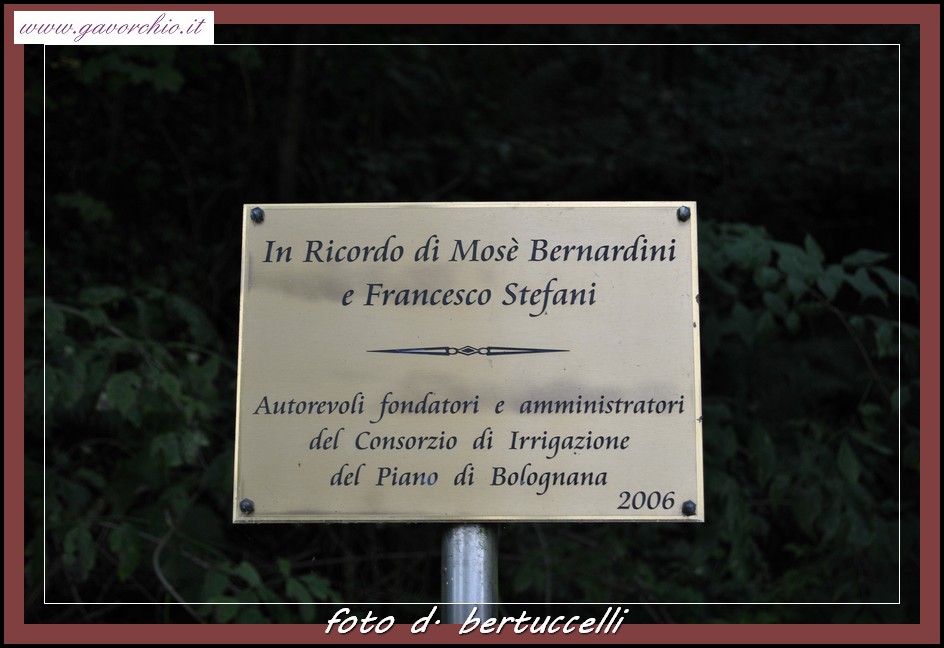 www.gavorchio.it
In Ricordo di Mosè Bernardini
e Francesco Stefani
Autorevoli fondatori e amministratori
del Consorzio di Irrigazione
del Piano di Bolognana
2006
foto d. bertuccelli